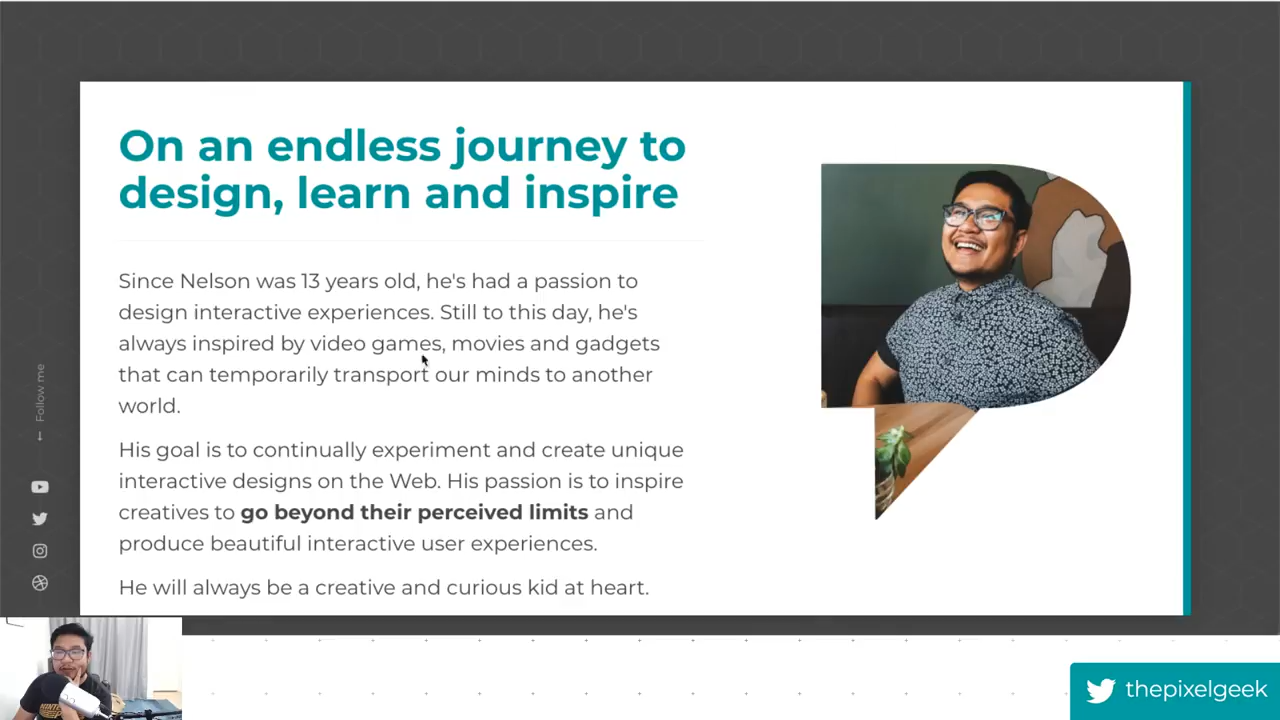 On an endless journey to
design, learn and inspire
Since Nelson was 13 years old, he's had a passion to
design interactive experiences. Still to this day, he's
always inspired by video games, movies and gadgets
that can temporarily transport our minds to another
world.
His goal is to continually experiment and create unique
interactive designs on the Web. His passion is to inspire
creatives to go beyond their perceived limits and
produce beautiful interactive user experiences.
He will always be a creative and curious kid at heart.
Follow me
thepixelgeek